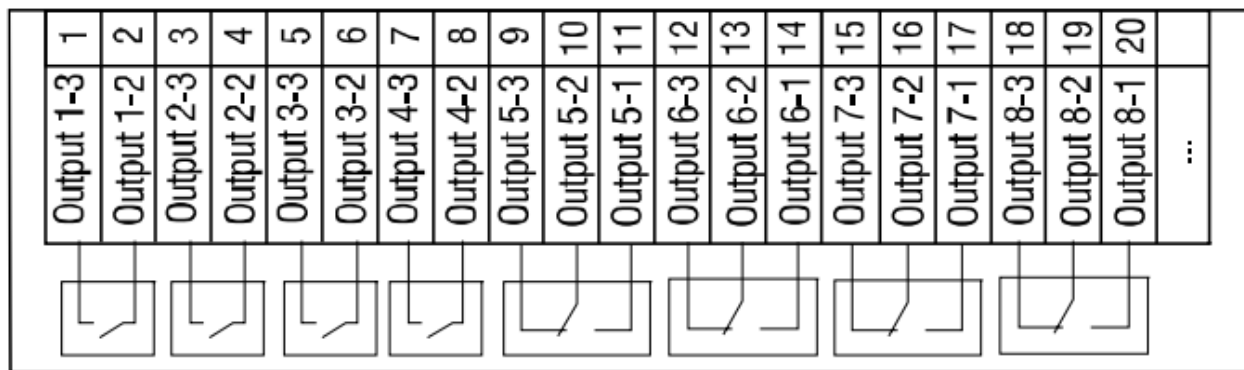 1 2 3 4 5 6 7 8 9 10 11 12 13 14 15 16 17 18 19 20
Output 1-3
Output 1-2
Output 2-3
Output 2-2
Output 3-3
Output 3-2
Output 4-3
Output 4-2
Output 5-3
Output 5-2
Output 5-1
Output 6-3
Output 6-2
Output 6-1
Output 7-3
Output 7-2
Output 7-1
Output 8-3
Output 8-2
Output 8-1
...